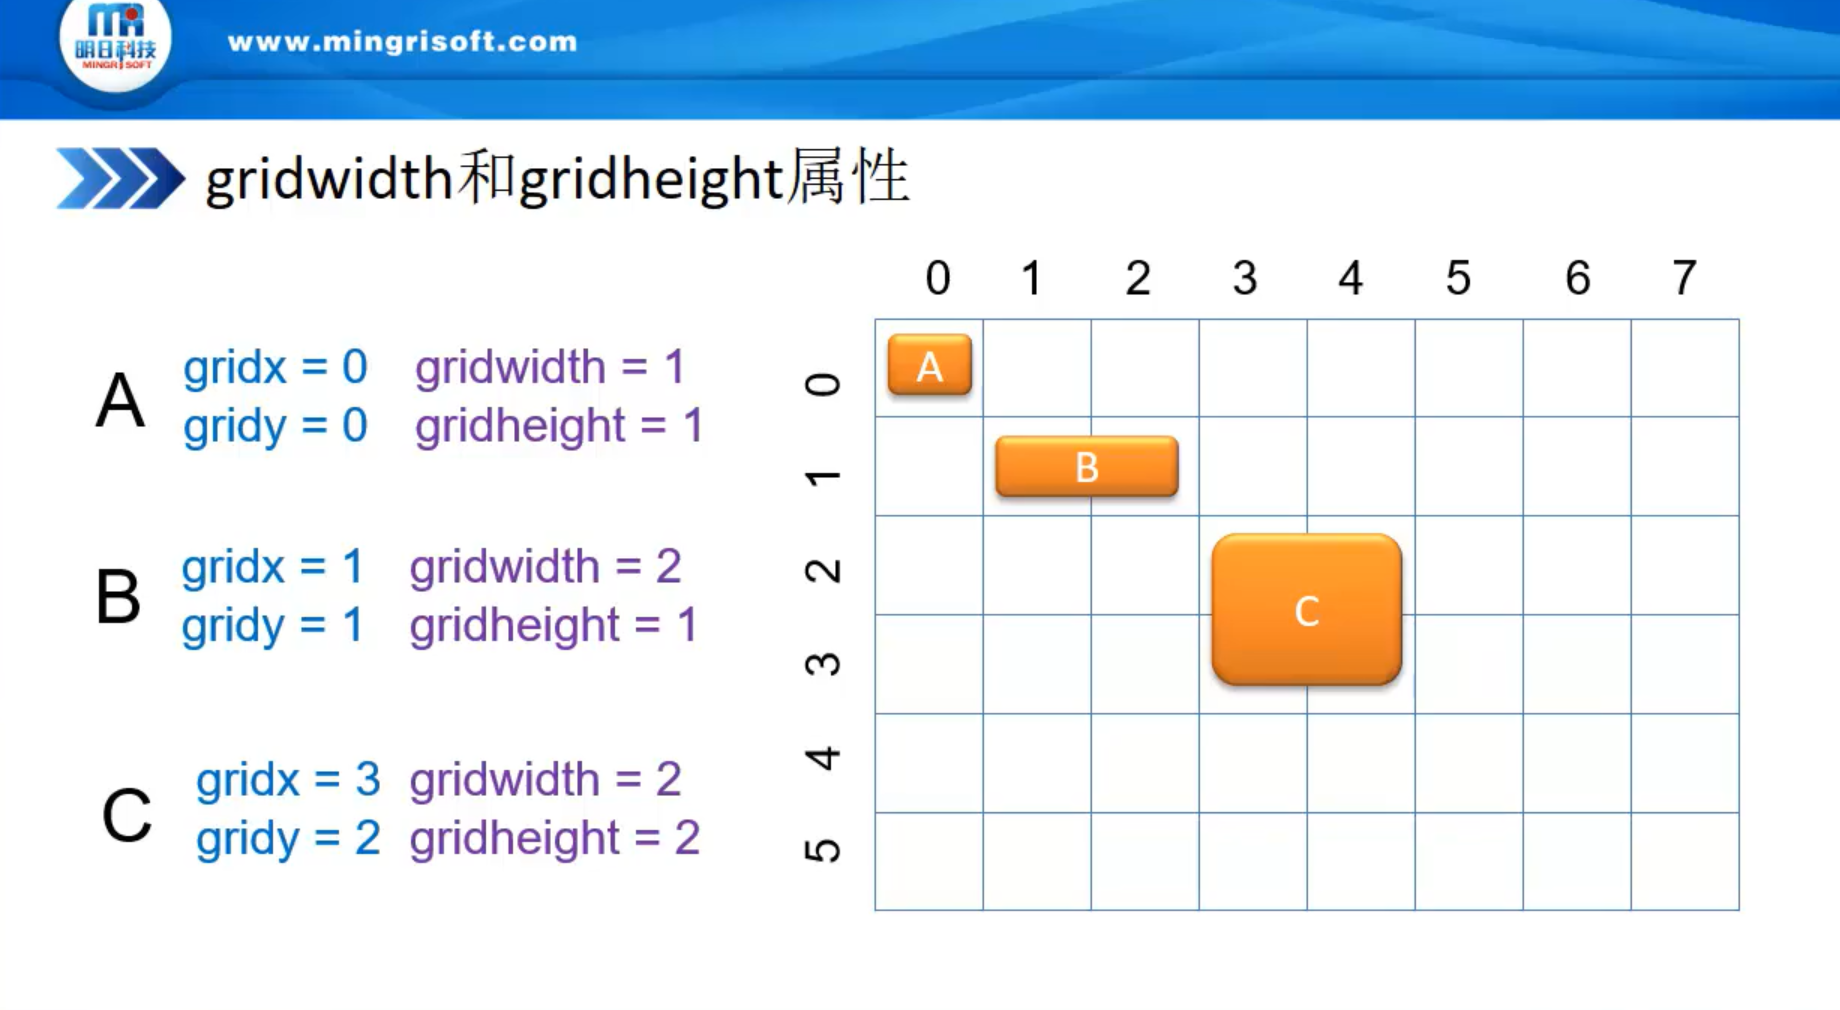 明日科技
MINGRISOFT
www.mingrisoft.com
gridwidth和gridheight属性
A
gridx = 0 gridwidth = 1
gridy = 0 gridheight = 1
B
gridx = 1 gridwidth = 2
gridy = 1 gridheight = 1
C
gridx = 3 gridwidth = 2
gridy = 2 gridheight = 2
0 1 2 3 4 5 6 7
0
1
2
3
4
5
A
B
C